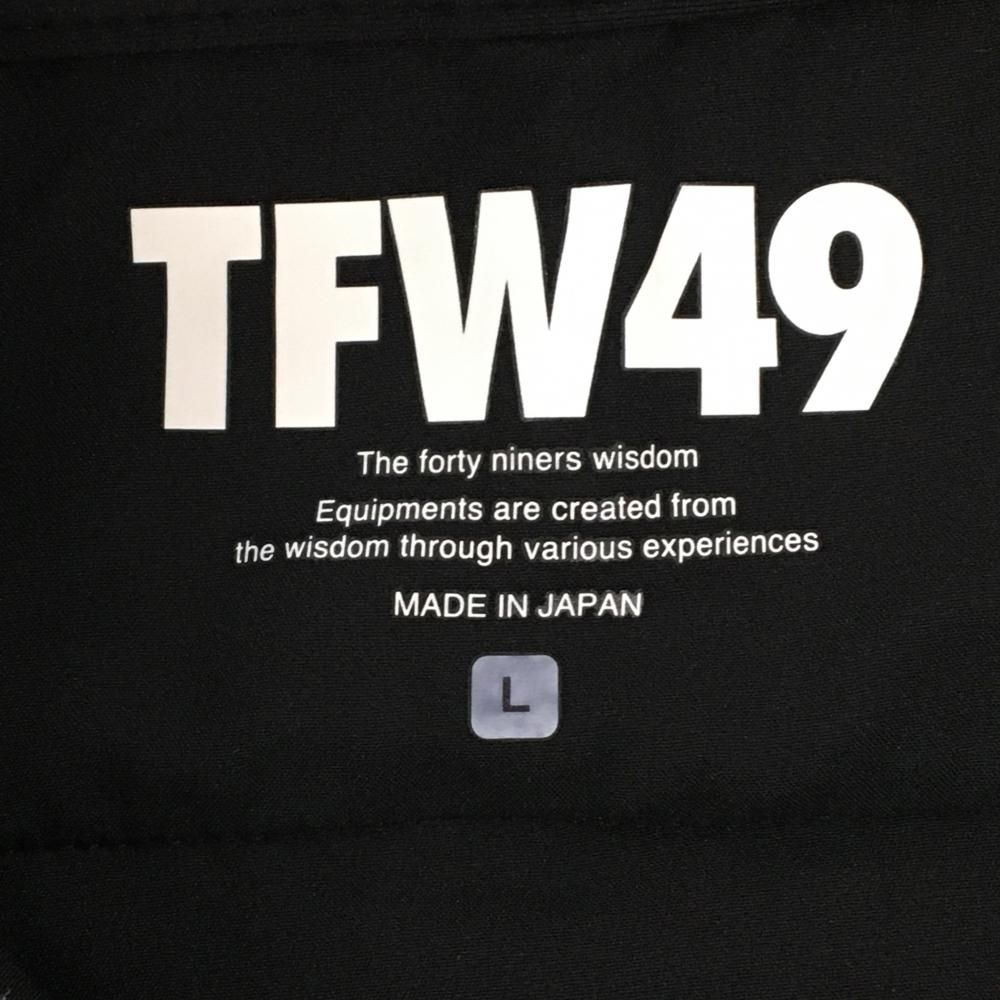 TFW49
The forty niners wisdom
Equipments are created from
the wisdom through various experiences
MADE IN JAPAN
L